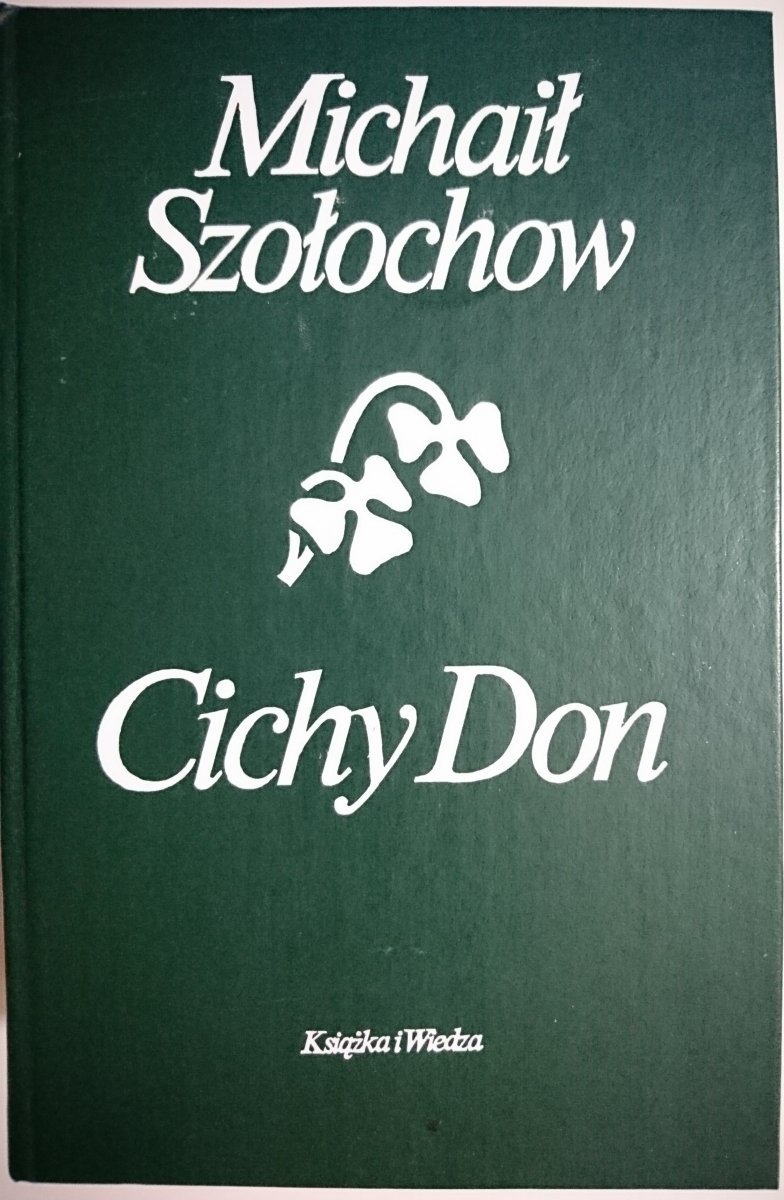 Michaił
Szołochow
Cichy Don
Książka i Wiedza